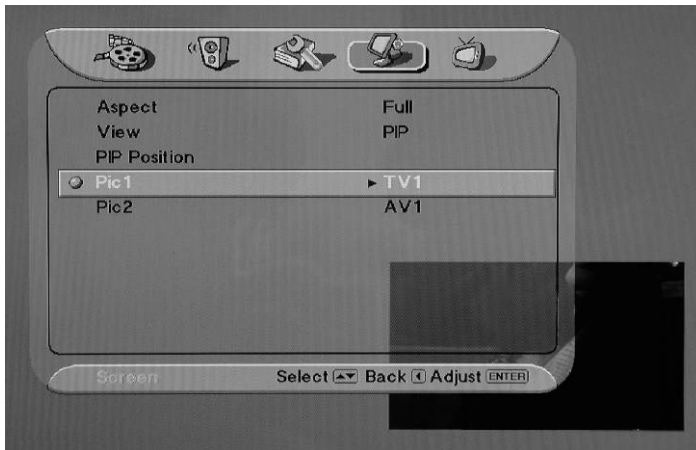 Aspect Full
View PIP
PIP Position
Pic1 ▸ TV1
Pic2 AV1
Screen Select ▲▼ Back ◀ Adjust ENTER